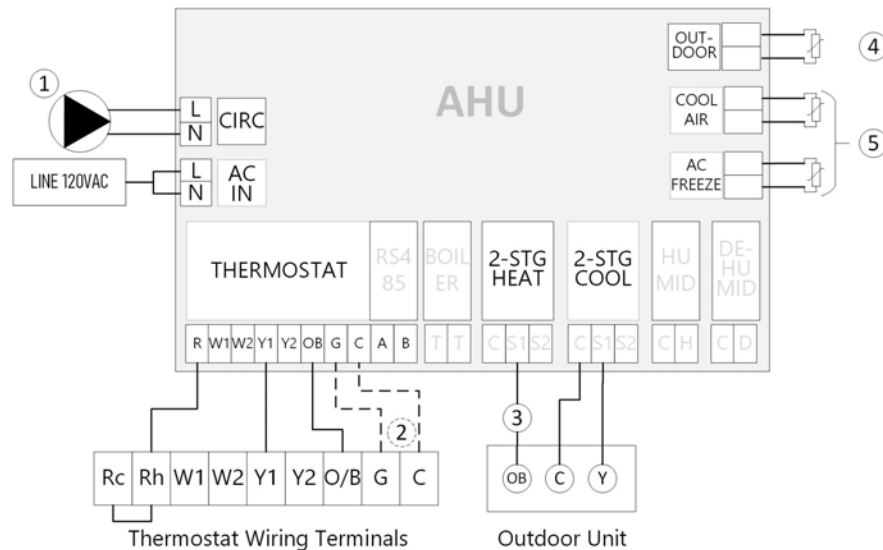 1
L
N
CIRC
LINE 120VAC
L
N
AC
IN
AHU
OUT-
DOOR
4
COOL
AIR
5
AC
FREEZE
THERMOSTAT
RS4
85
BOIL
ER
2-STG
HEAT
2-STG
COOL
HU
MID
DE-
HU
MID
R W1 W2 Y1 Y2 OB G C A B
T T
C S1 S2
C S1 S2
C H
C D
2
3
Rc Rh W1 W2 Y1 Y2 O/B G C
OB C Y
Thermostat Wiring Terminals
Outdoor Unit